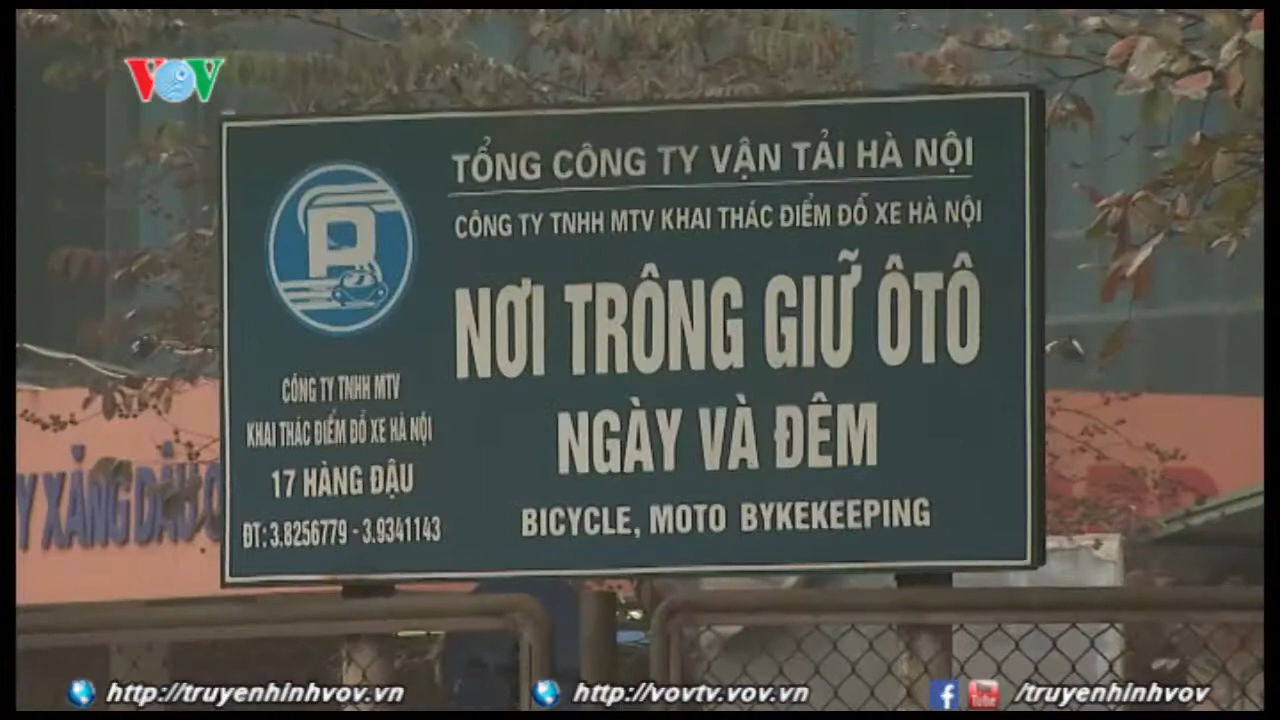 VOV
TỔNG CÔNG TY VẬN TẢI HÀ NỘI
CÔNG TY TNHH MTV KHAI THÁC ĐIỂM ĐỖ XE HÀ NỘI
P
NƠI TRÔNG GIỮ ÔTÔ
NGÀY VÀ ĐÊM
BICYCLE, MOTO BYKEKEEPING
CÔNG TY TNHH MTV
KHAI THÁC ĐIỂM ĐỖ XE HÀ NỘI
17 HÀNG ĐẬU
ĐT: 3.8256779 - 3.9341143
Y XĂNG DẦU
http://truyenhinhvov.vn http://vovtv.vov.vn f You Tube /truyenhinhvov